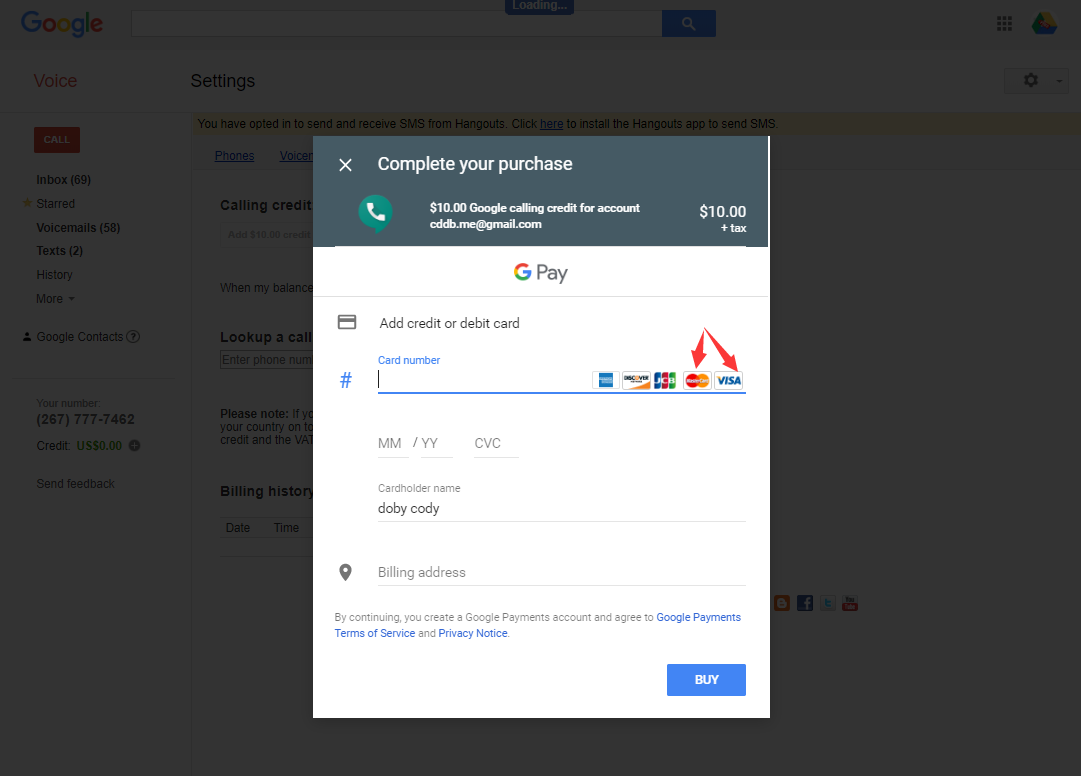 Loading...
Google
Voice
Settings
You have opted in to send and receive SMS from Hangouts. Click here to install the Hangouts app to send SMS.
CALL
Inbox (69)
Starred
Voicemails (58)
Texts (2)
History
More
Google Contacts ?
Your number:
(267) 777-7462
Credit: US$0.00
Send feedback
Phones
Calling credit
Add $10.00 credit
When my balance
Lookup a
Enter phone
Please note: If
your country on
credit and the
Billing history
Date Time
Complete your purchase
$10.00 Google calling credit for account
cddb.me@gmail.com
$10.00
+ tax
G Pay
Add credit or debit card
Card number
#
DISCOVER
JCB
MasterCard
VISA
MM / YY CVC
Cardholder name
doby cody
Billing address
By continuing, you create a Google Payments account and agree to Google Payments
Terms of Service and Privacy Notice.
BUY